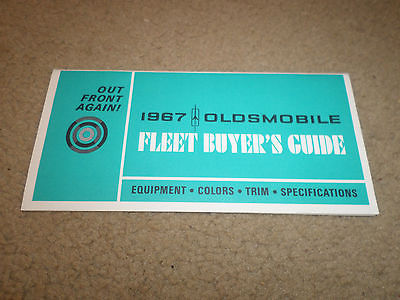 OUT
FRONT
AGAIN!
1967 OLDSMOBILE
FLEET BUYER'S GUIDE
EQUIPMENT • COLORS • TRIM • SPECIFICATIONS